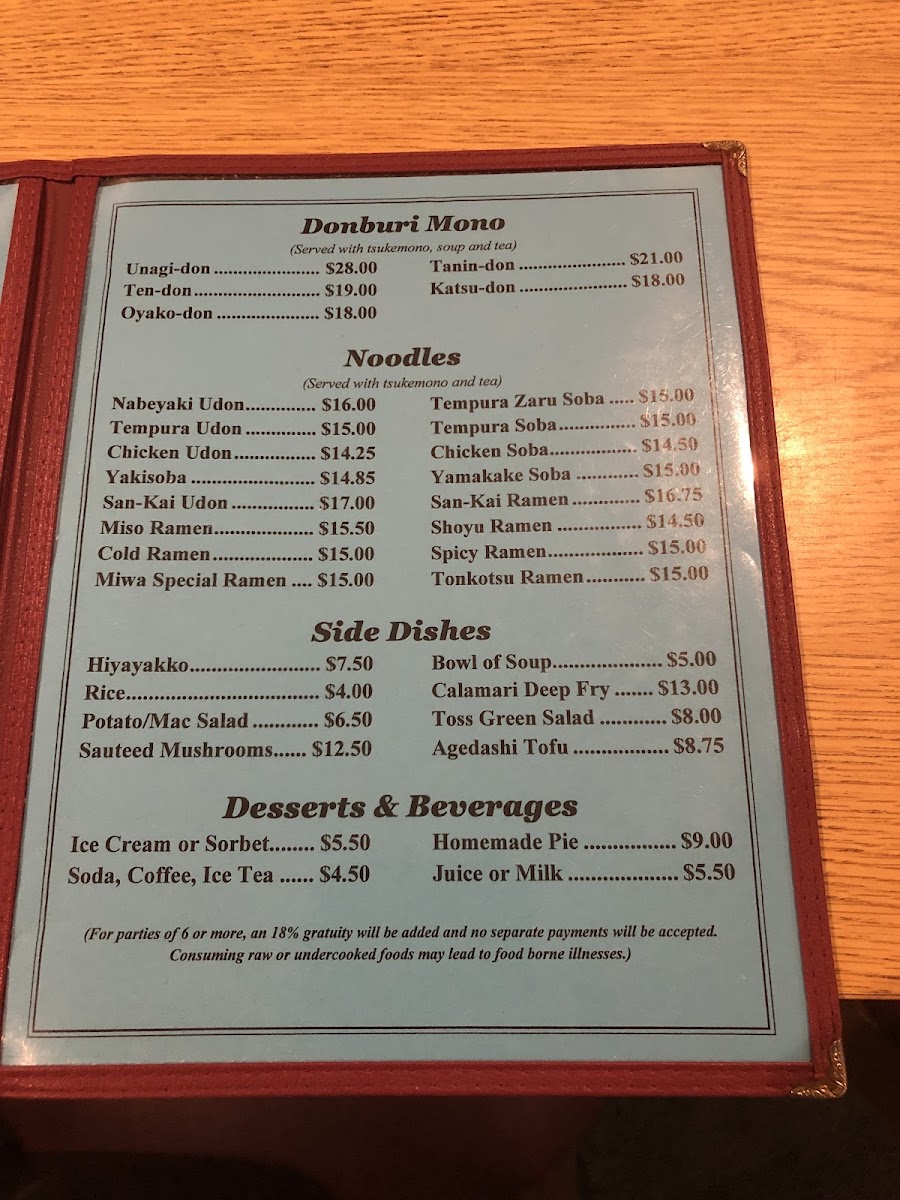 Donburi Mono
(Served with tsukemono, soup and tea)
Unagi-don ...................... $28.00 Tanin-don ...................... $21.00
Ten-don.......................... $19.00 Katsu-don ...................... $18.00
Oyako-don ..................... $18.00
Noodles
(Served with tsukemono and tea)
Nabeyaki Udon.............. $16.00 Tempura Zaru Soba ..... $15.00
Tempura Udon .............. $15.00 Tempura Soba............... $15.00
Chicken Udon................ $14.25 Chicken Soba................. $14.50
Yakisoba ........................ $14.85 Yamakake Soba ............ $15.00
San-Kai Udon ................ $17.00 San-Kai Ramen ............. $16.75
Miso Ramen................... $15.50 Shoyu Ramen ................ $14.50
Cold Ramen................... $15.00 Spicy Ramen.................. $15.00
Miwa Special Ramen .... $15.00 Tonkotsu Ramen........... $15.00
Side Dishes
Hiyayakko....................... $7.50 Bowl of Soup.................... $5.00
Rice.................................. $4.00 Calamari Deep Fry ....... $13.00
Potato/Mac Salad ............ $6.50 Toss Green Salad ............ $8.00
Sauteed Mushrooms...... $12.50 Agedashi Tofu ................. $8.75
Desserts & Beverages
Ice Cream or Sorbet........ $5.50 Homemade Pie ................ $9.00
Soda, Coffee, Ice Tea ...... $4.50 Juice or Milk ................... $5.50
(For parties of 6 or more, an 18% gratuity will be added and no separate payments will be accepted.
Consuming raw or undercooked foods may lead to food borne illnesses.)